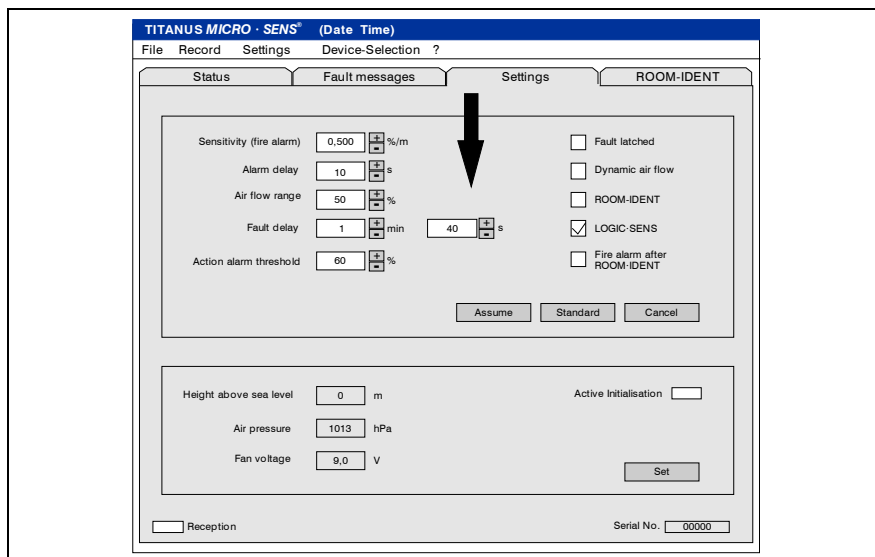 TITANUS MICRO · SENS® (Date Time)
File Record Settings Device-Selection ?
Status Fault messages Settings ROOM-IDENT
Sensitivity (fire alarm) 0,500 + - %/m Fault latched
Alarm delay 10 + - s Dynamic air flow
Air flow range 50 + - % ROOM-IDENT
Fault delay 1 + - min 40 + - s LOGIC·SENS
Action alarm threshold 60 + - % Fire alarm after
ROOM·IDENT
Assume Standard Cancel
Height above sea level 0 m Active Initialisation
Air pressure 1013 hPa
Fan voltage 9,0 V
Set
Reception Serial No. 00000